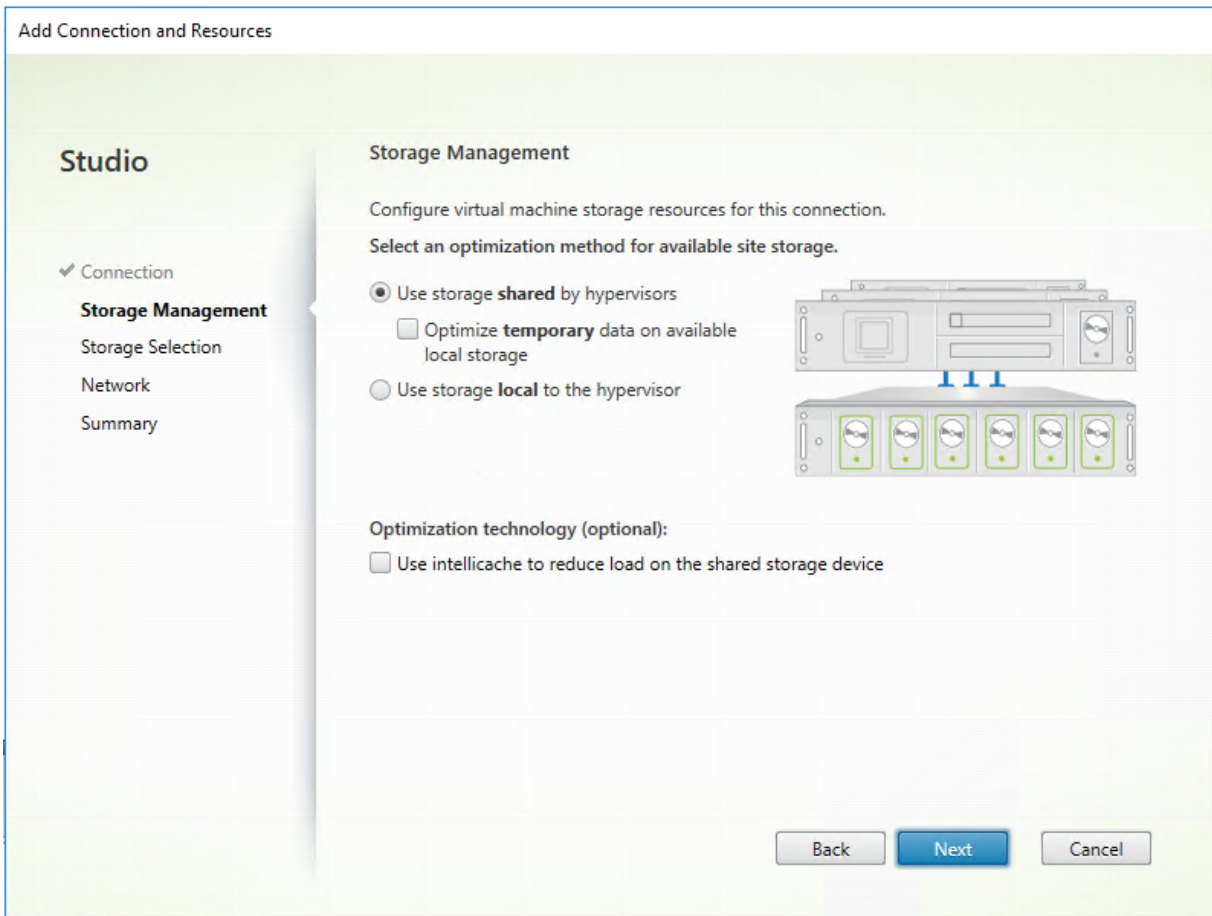 Add Connection and Resources
Studio
Connection
Storage Management
Storage Selection
Network
Summary
Storage Management
Configure virtual machine storage resources for this connection.
Select an optimization method for available site storage.
Use storage shared by hypervisors
Optimize temporary data on available
local storage
Use storage local to the hypervisor
Optimization technology (optional):
Use intellicache to reduce load on the shared storage device
Back
Next
Cancel